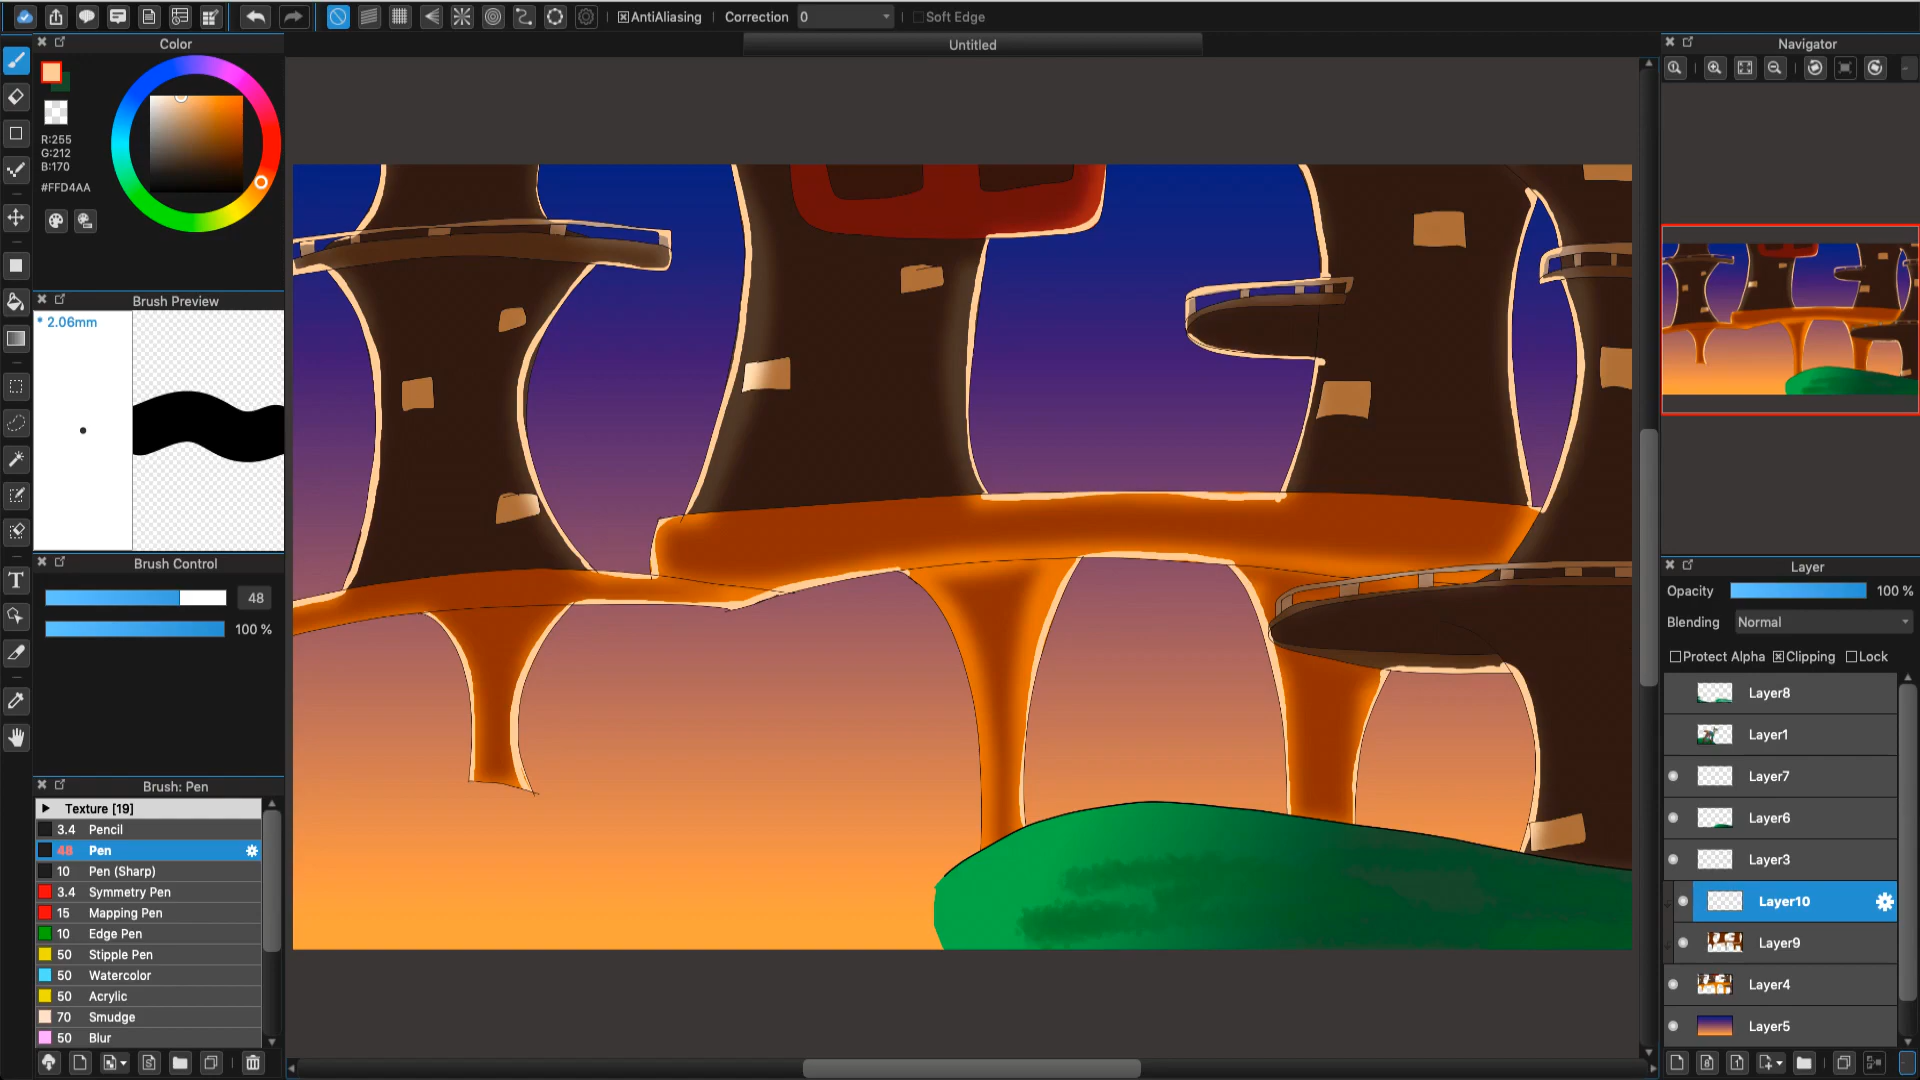 AntiAliasing
Correction 0
Soft Edge
Color
Untitled
Navigator
R:255
G:212
B:170
#FFD4AA
Brush Preview
* 2.06mm
Brush Control
48
100 %
Brush: Pen
Texture [19]
3.4 Pencil
48 Pen
10 Pen (Sharp)
3.4 Symmetry Pen
15 Mapping Pen
10 Edge Pen
50 Stipple Pen
50 Watercolor
50 Acrylic
70 Smudge
50 Blur
Layer
Opacity 100 %
Blending Normal
Protect Alpha Clipping Lock
Layer8
Layer1
Layer7
Layer6
Layer3
Layer10
Layer9
Layer4
Layer5